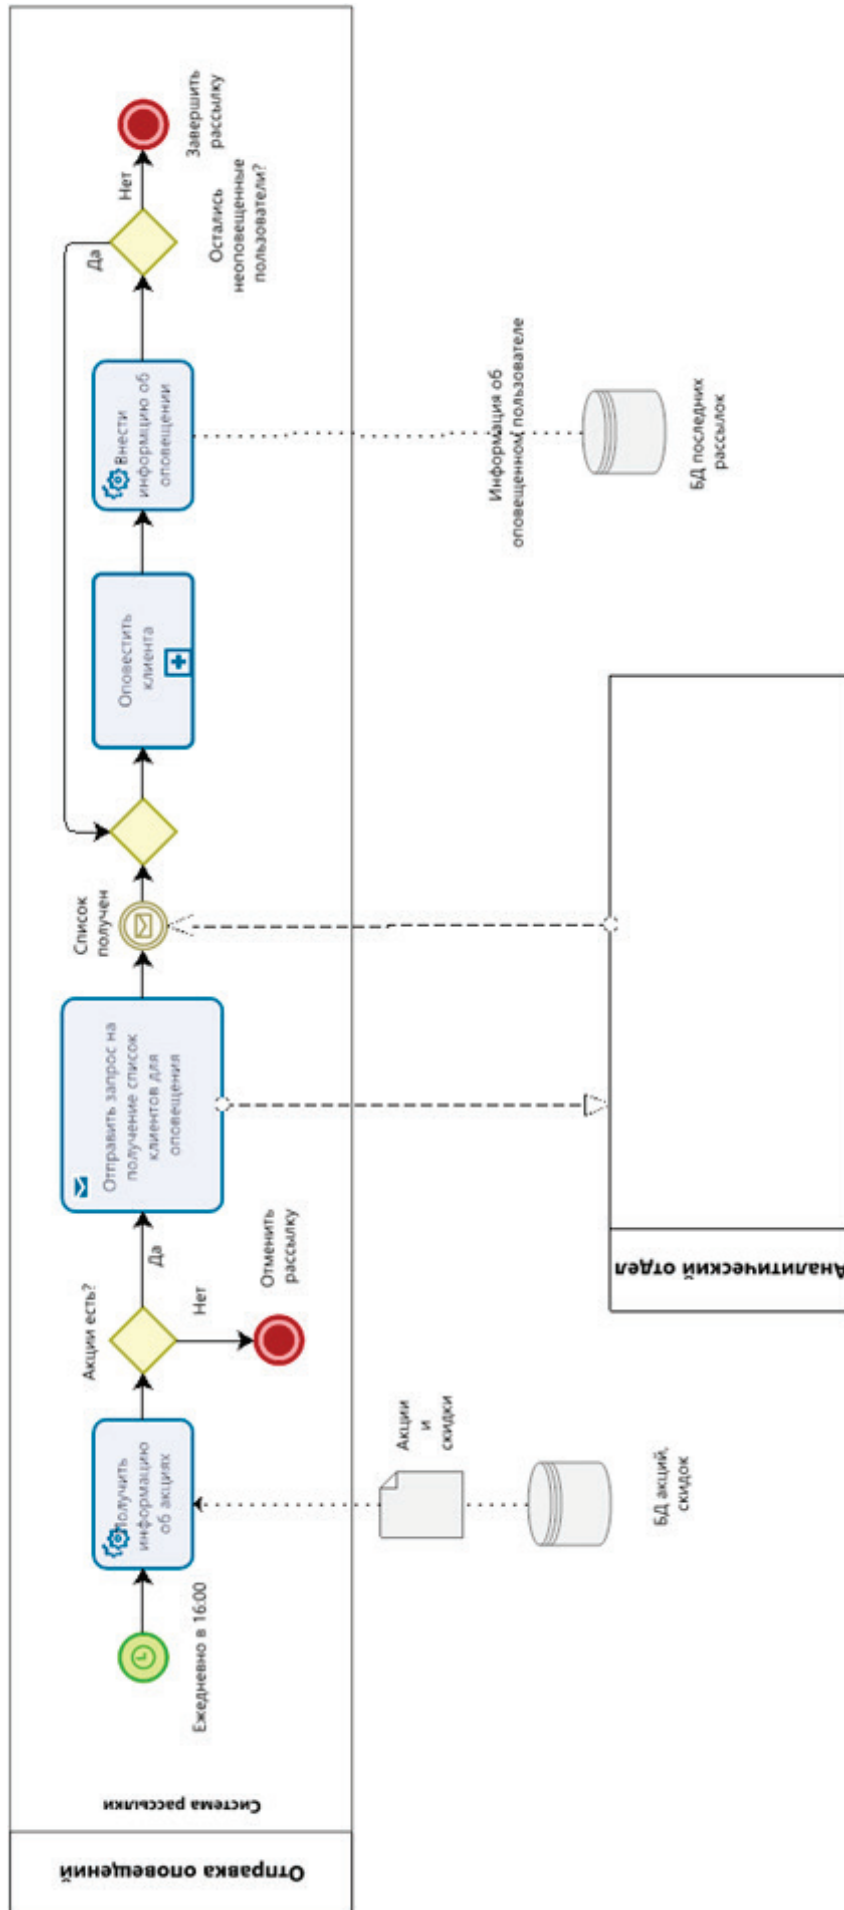 Отправка оповещений
Система рассылки
Ежедневно в 16:00
Получить
информацию
об акциях
Акции есть?
Да
Нет
Отменить
рассылку
Отправить запрос на
получение список
клиентов для
оповещения
Список
получен
Оповестить
клиента
Внести
информцию об
оповещении
Да
Нет
Остались
неоповещенные
пользователи?
Завершить
рассылку
Акции
и
скидки
БД акций,
скидок
Аналитический отдел
Информация об
оповещенном пользователе
БД последних
рассылок